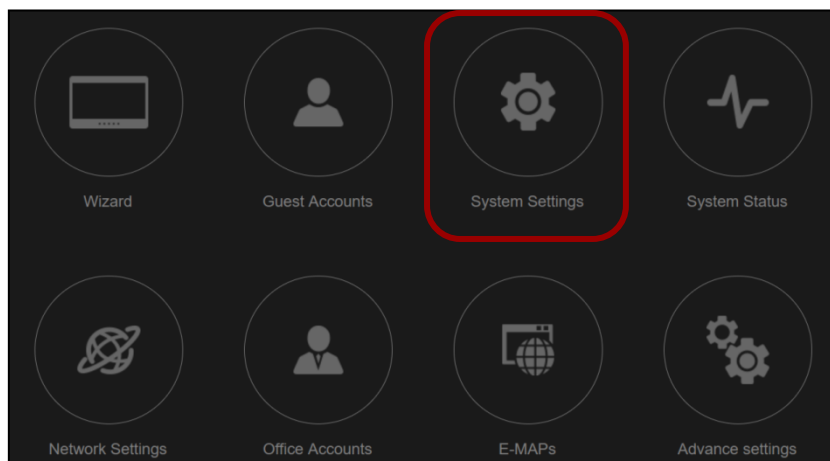 Wizard
Guest Accounts
System Settings
System Status
Network Settings
Office Accounts
E-MAPs
Advance settings